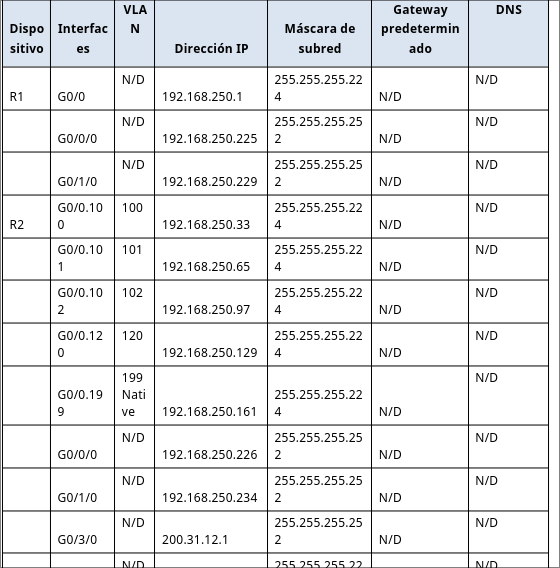 Dispositivo Interfaces VLAN Dirección IP Máscara de subred Gateway predeterminado DNS
R1 G0/0 N/D 192.168.250.1 255.255.255.224 N/D N/D
G0/0/0 N/D 192.168.250.225 255.255.255.252 N/D N/D
G0/1/0 N/D 192.168.250.229 255.255.255.252 N/D N/D
R2 G0/0.100 100 192.168.250.33 255.255.255.224 N/D N/D
G0/0.101 101 192.168.250.65 255.255.255.224 N/D N/D
G0/0.102 102 192.168.250.97 255.255.255.224 N/D N/D
G0/0.120 120 192.168.250.129 255.255.255.224 N/D N/D
G0/0.199 199 Native 192.168.250.161 255.255.255.224 N/D N/D
G0/0/0 N/D 192.168.250.226 255.255.255.252 N/D N/D
G0/1/0 N/D 192.168.250.234 255.255.255.252 N/D N/D
G0/3/0 N/D 200.31.12.1 255.255.255.252 N/D N/D
N/D 255.255.255.22 N/D